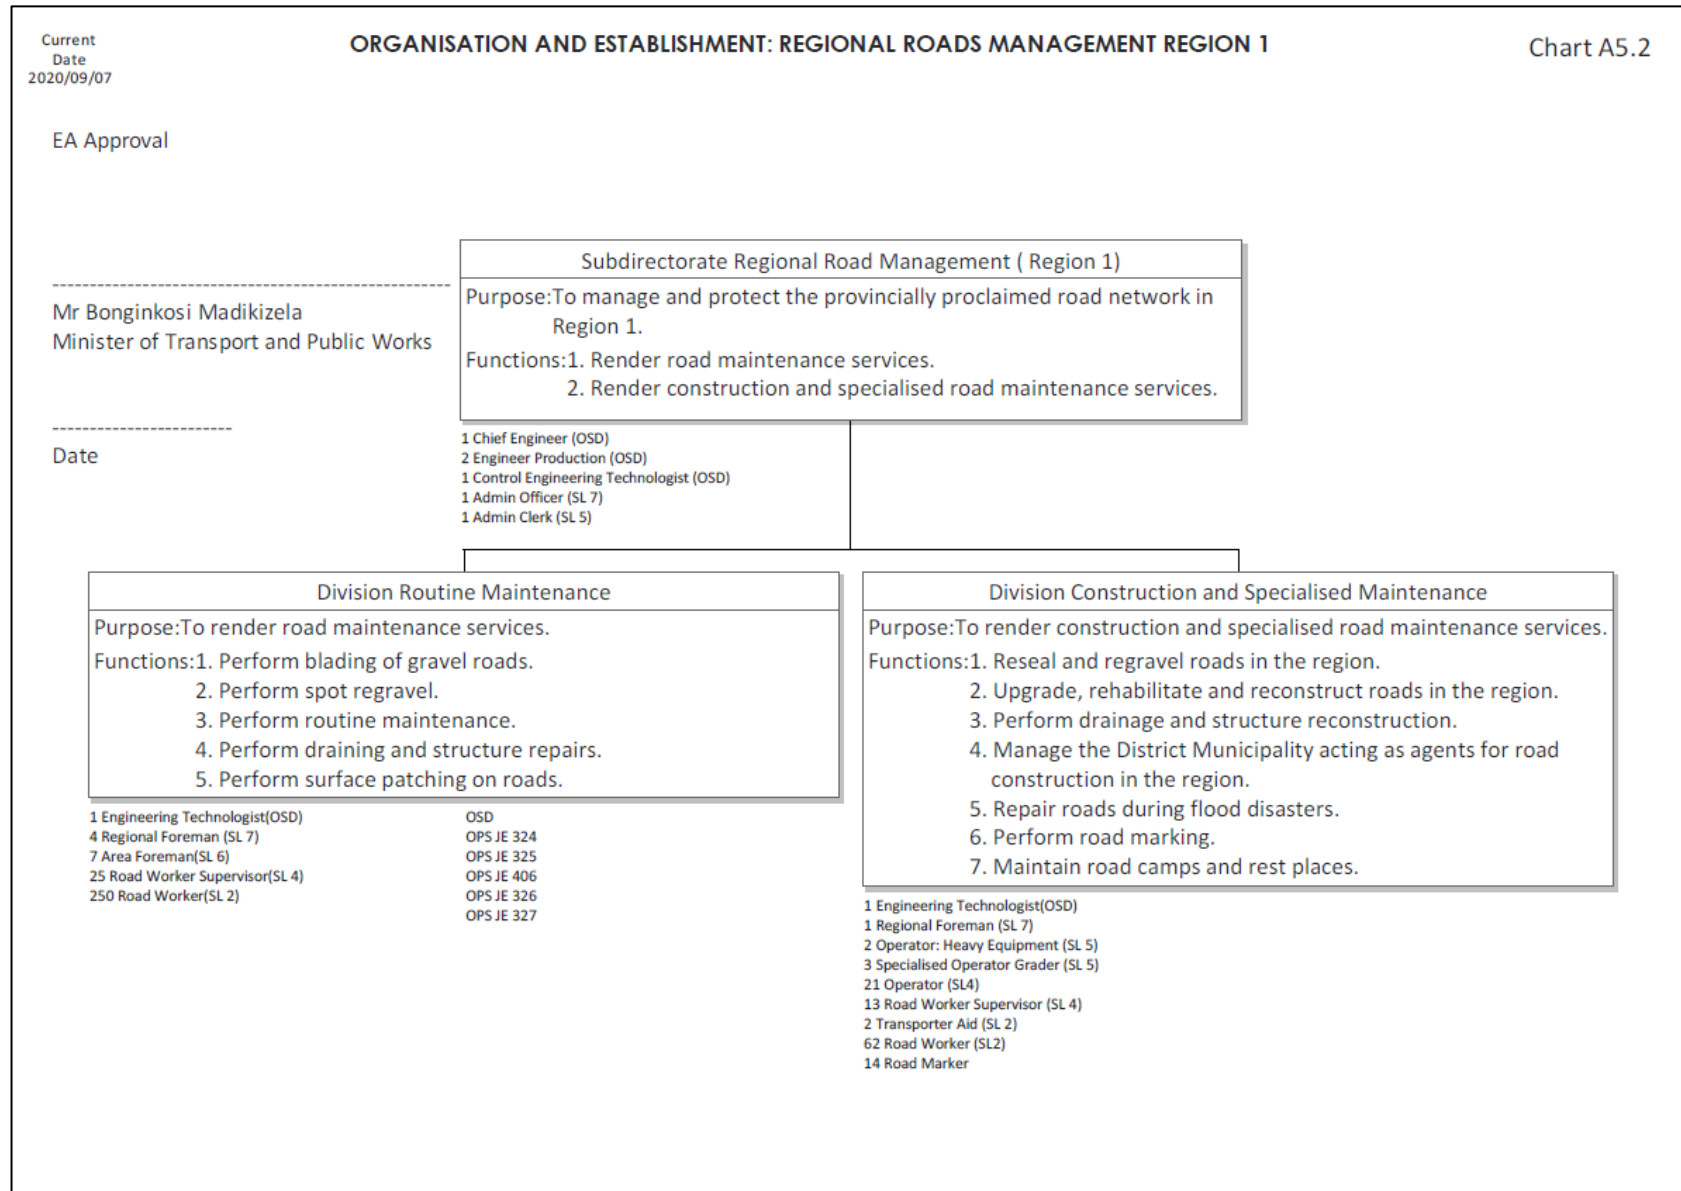 Current
Date
2020/09/07
ORGANISATION AND ESTABLISHMENT: REGIONAL ROADS MANAGEMENT REGION 1
Chart A5.2
EA Approval
Mr Bonginkosi Madikizela
Minister of Transport and Public Works
Date
Subdirectorate Regional Road Management ( Region 1)
Purpose:To manage and protect the provincially proclaimed road network in
Region 1.
Functions:1. Render road maintenance services.
2. Render construction and specialised road maintenance services.
1 Chief Engineer (OSD)
2 Engineer Production (OSD)
1 Control Engineering Technologist (OSD)
1 Admin Officer (SL 7)
1 Admin Clerk (SL 5)
Division Routine Maintenance
Purpose:To render road maintenance services.
Functions:1. Perform blading of gravel roads.
2. Perform spot regravel.
3. Perform routine maintenance.
4. Perform draining and structure repairs.
5. Perform surface patching on roads.
1 Engineering Technologist(OSD)
4 Regional Foreman (SL 7)
7 Area Foreman(SL 6)
25 Road Worker Supervisor(SL 4)
250 Road Worker(SL 2)
OSD
OPS JE 324
OPS JE 325
OPS JE 406
OPS JE 326
OPS JE 327
Division Construction and Specialised Maintenance
Purpose:To render construction and specialised road maintenance services.
Functions:1. Reseal and regravel roads in the region.
2. Upgrade, rehabilitate and reconstruct roads in the region.
3. Perform drainage and structure reconstruction.
4. Manage the District Municipality acting as agents for road
construction in the region.
5. Repair roads during flood disasters.
6. Perform road marking.
7. Maintain road camps and rest places.
1 Engineering Technologist(OSD)
1 Regional Foreman (SL 7)
2 Operator: Heavy Equipment (SL 5)
3 Specialised Operator Grader (SL 5)
21 Operator (SL4)
13 Road Worker Supervisor (SL 4)
2 Transporter Aid (SL 2)
62 Road Worker (SL2)
14 Road Marker